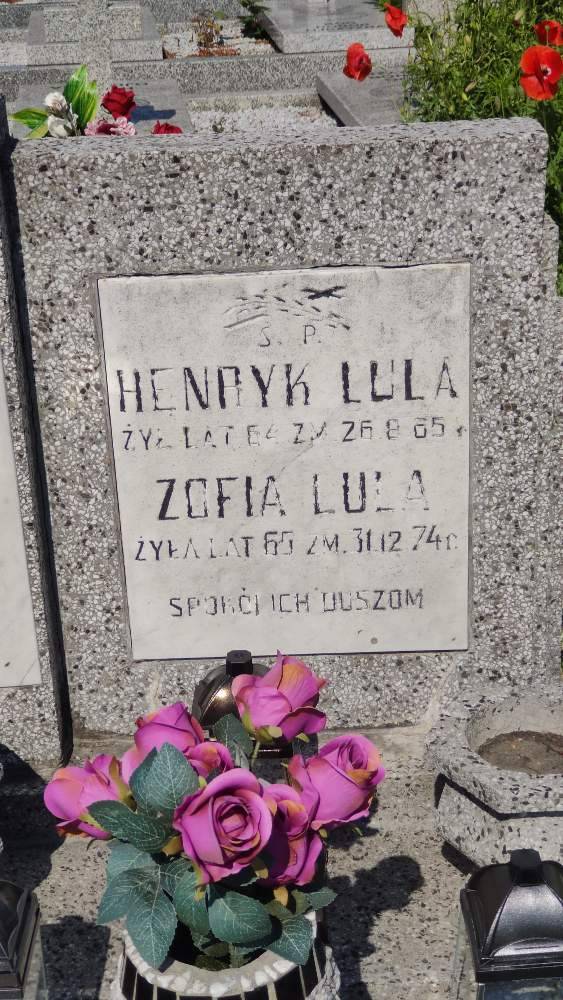 Ś. P.
HENRYK LULA
ŻYŁ LAT 64 ZM 26 8 65 r
ZOFIA LULA
ŻYŁA LAT 65 ZM. 31.12 74 r.
SPOKÓJ ICH DUSZOM